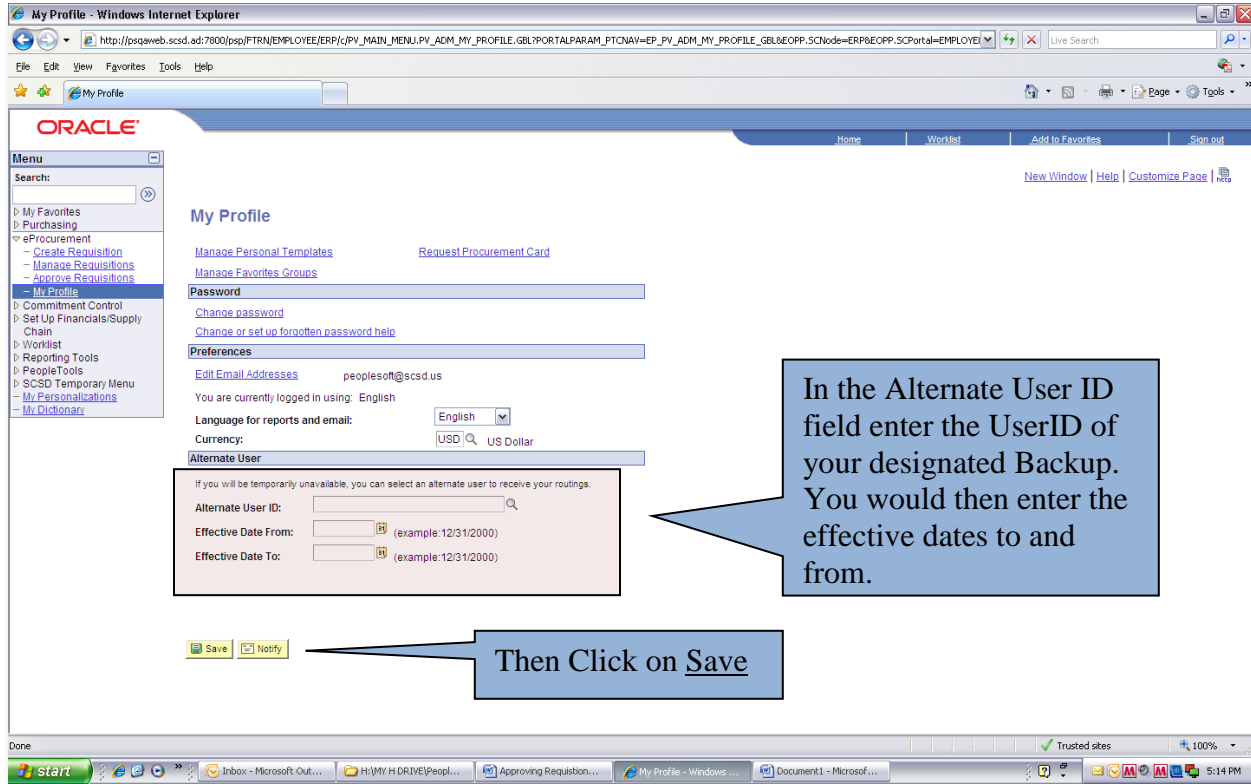 My Profile - Windows Internet Explorer
http://psqaweb.scsd.ad:7800/psp/FTRN/EMPLOYEE/ERP/c/PV_MAIN_MENU.PV_ADM_MY_PROFILE.GBL?PORTALPARAM_PTCNAV=EP_PV_ADM_MY_PROFILE_GBL&EOPP.SCNode=ERP&EOPP.SCPortal=EMPLOYEI
Live Search
File Edit View Favorites Tools Help
My Profile
Page Tools
ORACLE
Home Worklist Add to Favorites Sign out
New Window | Help | Customize Page | http
Menu
Search:
My Favorites
Purchasing
eProcurement
– Create Requisition
– Manage Requisitions
– Approve Requisitions
– My Profile
Commitment Control
Set Up Financials/Supply
Chain
Worklist
Reporting Tools
PeopleTools
SCSD Temporary Menu
– My Personalizations
– My Dictionary
My Profile
Manage Personal Templates Request Procurement Card
Manage Favorites Groups
Password
Change password
Change or set up forgotten password help
Preferences
Edit Email Addresses peoplesoft@scsd.us
You are currently logged in using: English
Language for reports and email: English
Currency: USD US Dollar
Alternate User
If you will be temporarily unavailable, you can select an alternate user to receive your routings.
Alternate User ID:
Effective Date From: 31 (example:12/31/2000)
Effective Date To: 31 (example:12/31/2000)
In the Alternate User ID
field enter the UserID of
your designated Backup.
You would then enter the
effective dates to and
from.
Save Notify
Then Click on Save
Done Trusted sites 100%
start Inbox - Microsoft Out... H:\MY H DRIVE\Peopl... Approving Requistion... My Profile - Windows ... Document1 - Microsof... 5:14 PM